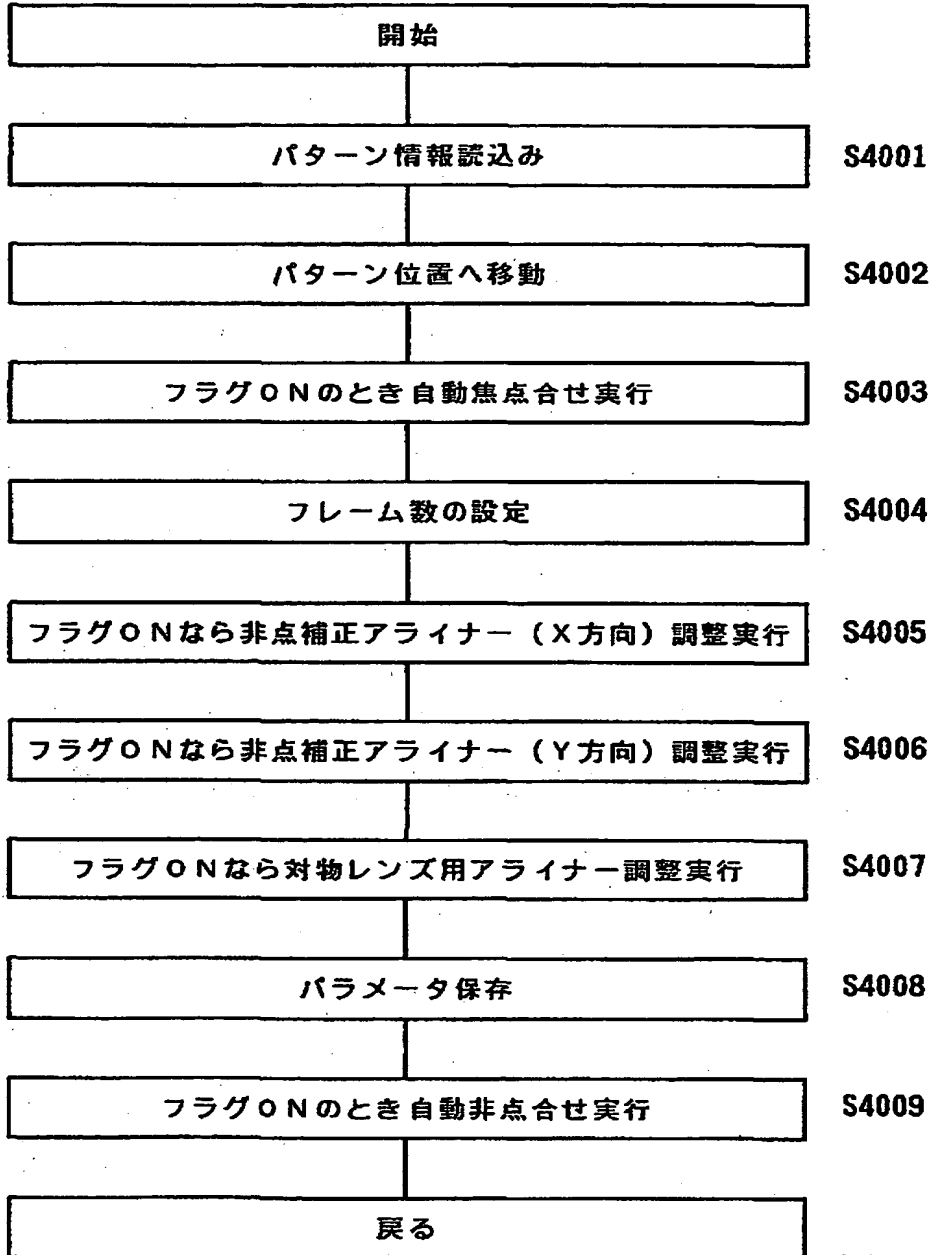 開始
パターン情報読込み S4001
パターン位置へ移動 S4002
フラグONのとき自動焦点合せ実行 S4003
フレーム数の設定 S4004
フラグONなら非点補正アライナー(X方向)調整実行 S4005
フラグONなら非点補正アライナー(Y方向)調整実行 S4006
フラグONなら対物レンズ用アライナー調整実行 S4007
パラメータ保存 S4008
フラグONのとき自動非点合せ実行 S4009
戻る